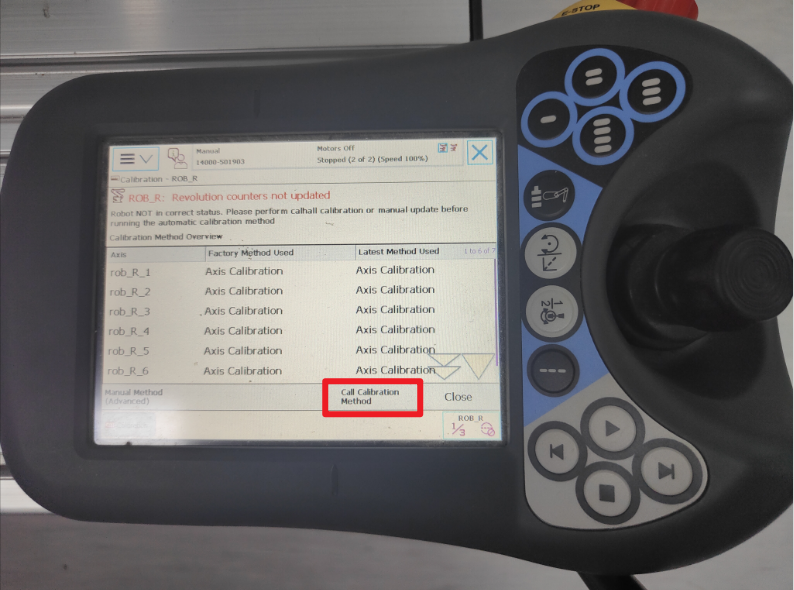 E-STOP
Manual
14000-501983
Motors Off
Stopped (2 of 2) (Speed 100%)
Calibration - ROB_R
ROB_R: Revolution counters not updated
Robot NOT in correct status. Please perform calhall calibration or manual update before
running the automatic calibration method
Calibration Method Overview
Axis Factory Method Used Latest Method Used 1 to 6 of 7
rob_R_1 Axis Calibration Axis Calibration
rob_R_2 Axis Calibration Axis Calibration
rob_R_3 Axis Calibration Axis Calibration
rob_R_4 Axis Calibration Axis Calibration
rob_R_5 Axis Calibration Axis Calibration
rob_R_6 Axis Calibration Axis Calibration
Manual Method
(Advanced)
Call Calibration
Method
Close
ROB_R
1/3
1
2